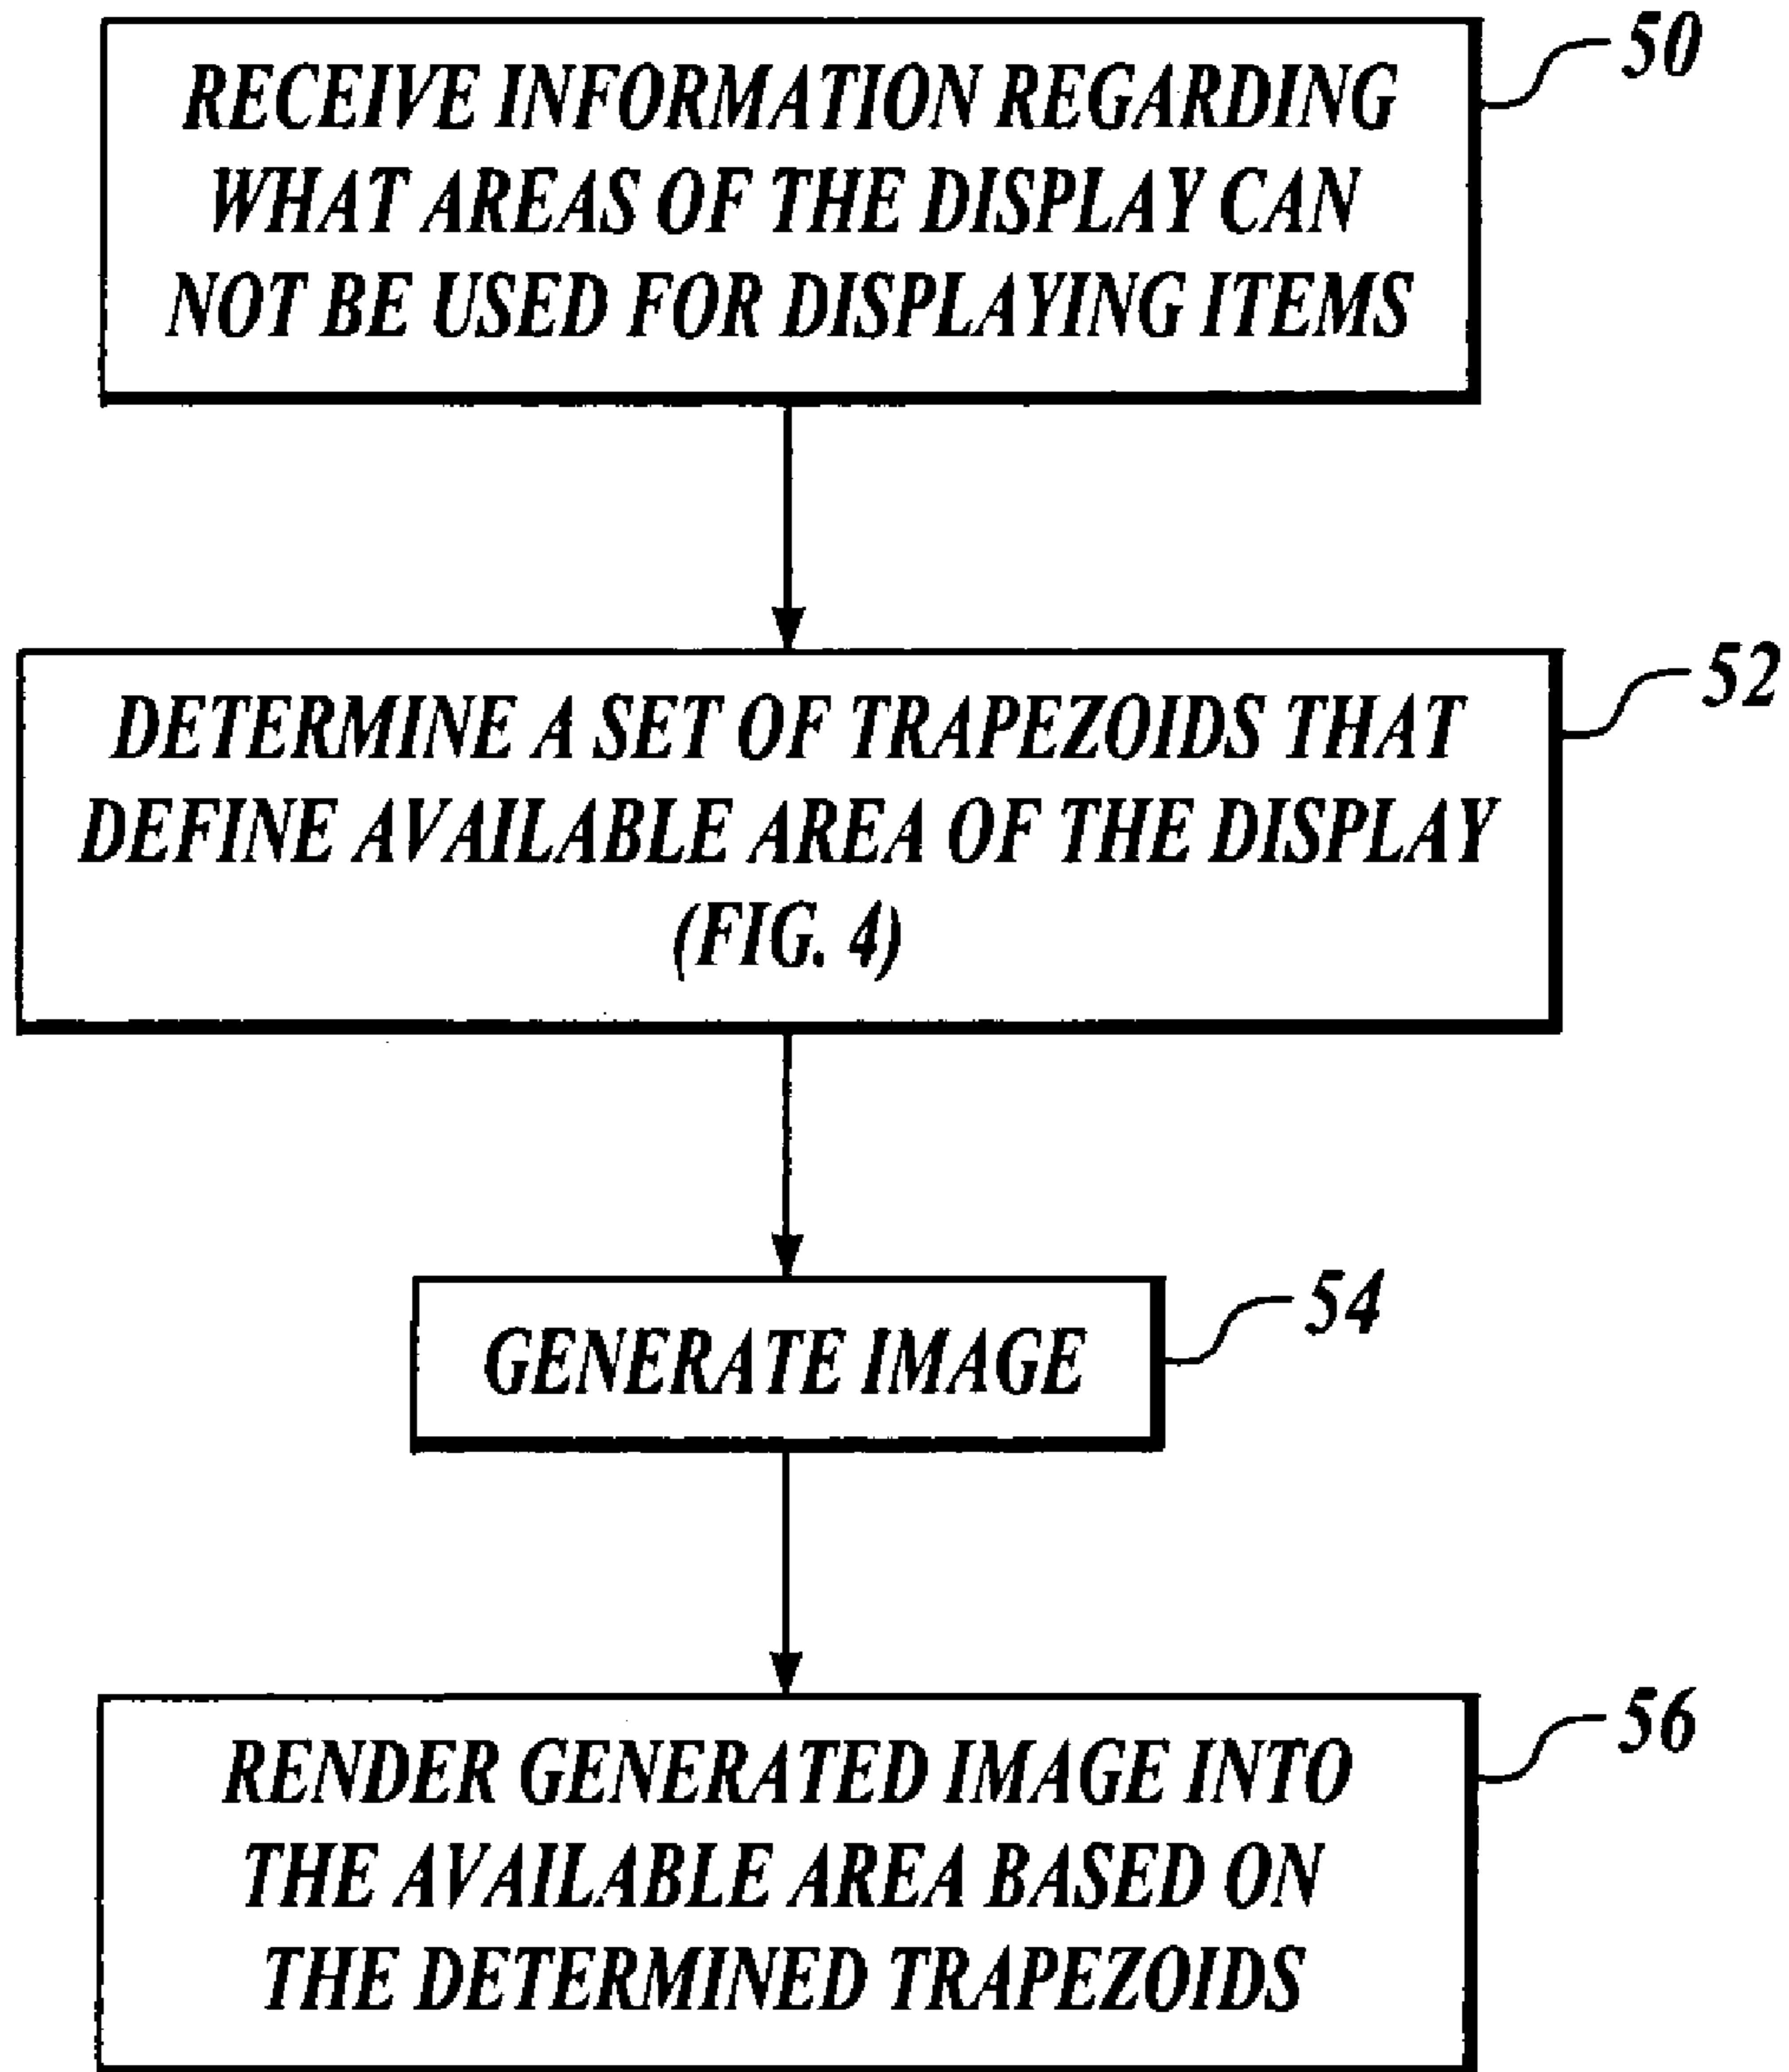 RECEIVE INFORMATION REGARDING
WHAT AREAS OF THE DISPLAY CAN
NOT BE USED FOR DISPLAYING ITEMS
50
DETERMINE A SET OF TRAPEZOIDS THAT
DEFINE AVAILABLE AREA OF THE DISPLAY
(FIG. 4)
52
GENERATE IMAGE
54
RENDER GENERATED IMAGE INTO
THE AVAILABLE AREA BASED ON
THE DETERMINED TRAPEZOIDS
56